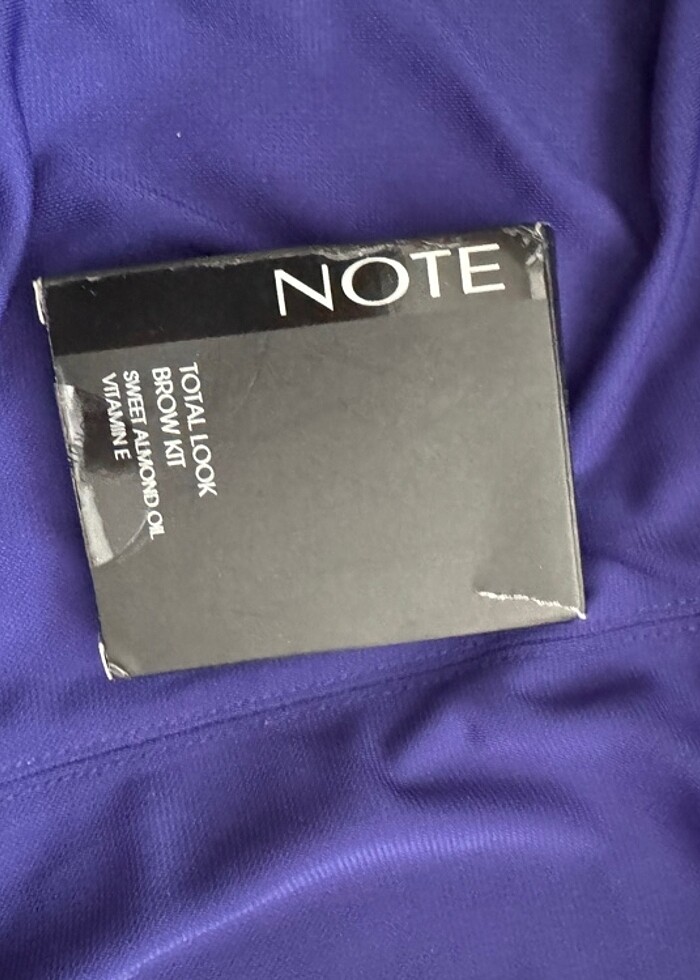 NOTE
TOTAL LOOK
BROW KIT
SWEET ALMOND OIL
VITAMIN E